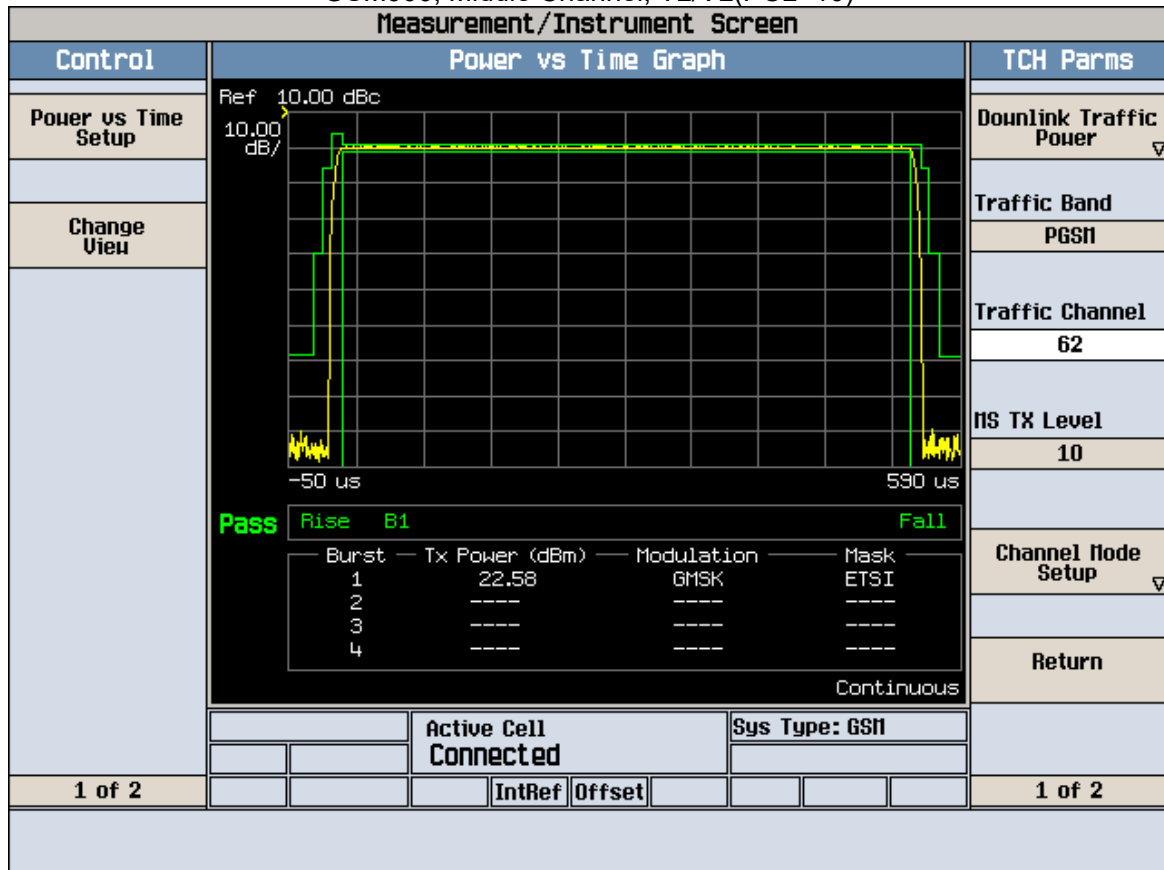 Measurement/Instrument Screen
Control
Power vs Time Graph
TCH Parms
Power vs Time
Setup
Change
View
1 of 2
Ref 10.00 dBc
10.00
dB/
-50 us
590 us
Pass
Rise B1 Fall
Burst Tx Power (dBm) Modulation Mask
1 22.58 GMSK ETSI
2 ---- ---- ----
3 ---- ---- ----
4 ---- ---- ----
Continuous
Active Cell
Connected
Sys Type: GSM
IntRef Offset
Downlink Traffic
Power
Traffic Band
PGSM
Traffic Channel
62
MS TX Level
10
Channel Mode
Setup
Return
1 of 2